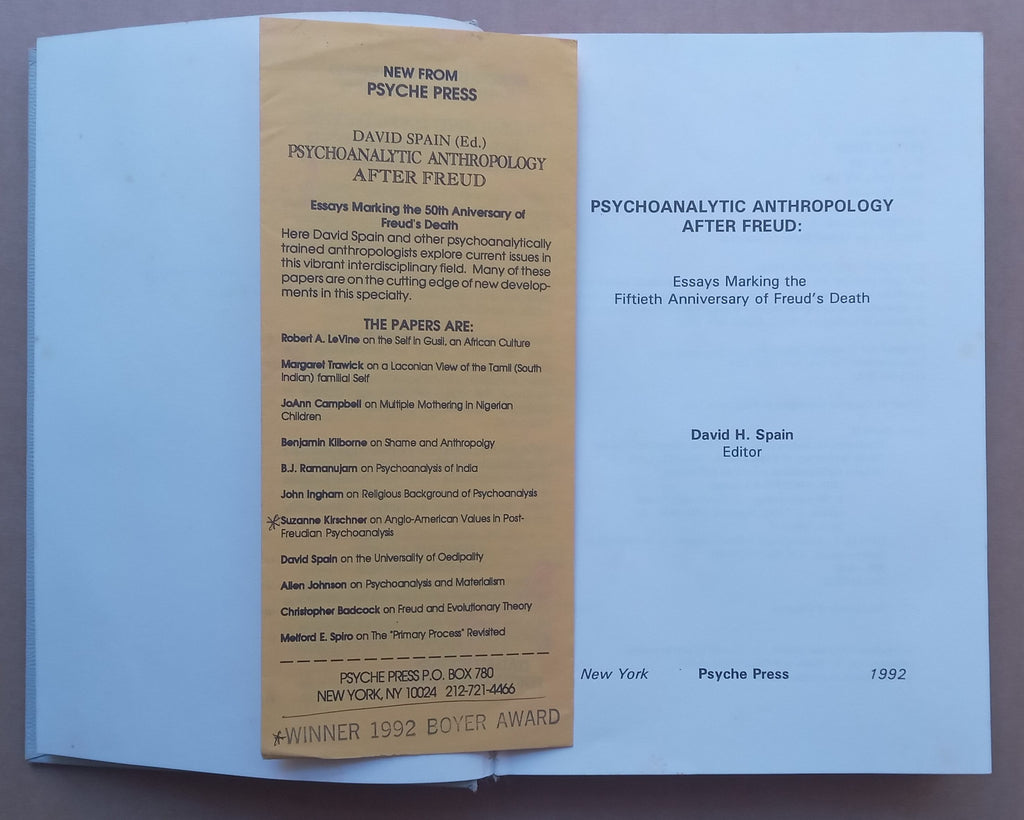 NEW FROM
PSYCHE PRESS
DAVID SPAIN (Ed.)
PSYCHOANALYTIC ANTHROPOLOGY
AFTER FREUD
Essays Marking the 50th Aniversary of
Freud's Death
Here David Spain and other psychoanalytically
trained anthropologists explore current issues in
this vibrant interdisciplinary field. Many of these
papers are on the cutting edge of new develop-
ments in this specialty.
THE PAPERS ARE:
Robert A. LeVine on the Self in Gusii, an African Culture
Margaret Trawick on a Laconian View of the Tamil (South
Indian) familial Self
JoAnn Campbell on Multiple Mothering in Nigerian
Children
Benjamin Kilborne on Shame and Anthropolgy
B.J. Ramanujam on Psychoanalysis of India
John Ingham on Religious Background of Psychoanalysis
*Suzanne Kirschner on Anglo-American Values in Post-
Freudian Psychoanalysis
David Spain on the Universality of Oedipality
Allen Johnson on Psychoanalysis and Materialism
Christopher Badcock on Freud and Evolutionary Theory
Melford E. Spiro on The "Primary Process" Revisited
PSYCHE PRESS P.O. BOX 780
NEW YORK, NY 10024 212-721-4466
*WINNER 1992 BOYER AWARD
PSYCHOANALYTIC ANTHROPOLOGY
AFTER FREUD:
Essays Marking the
Fiftieth Anniversary of Freud's Death
David H. Spain
Editor
New York Psyche Press 1992